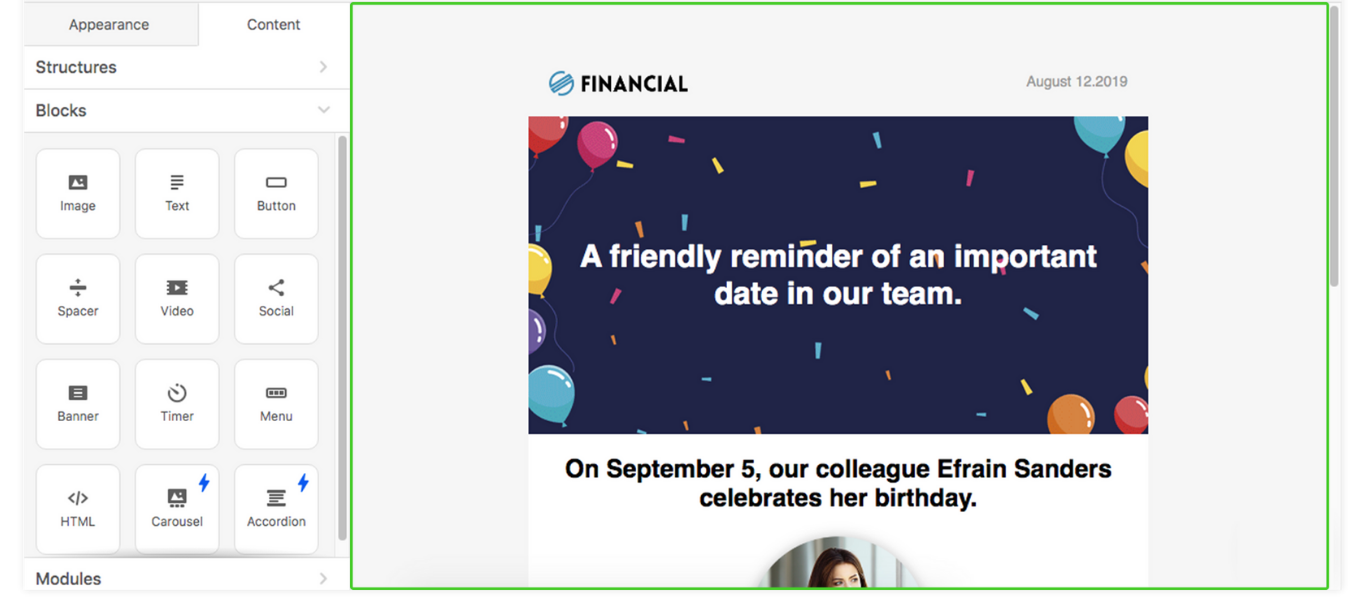 Appearance
Content
Structures
Blocks
Image
Text
Button
Spacer
Video
Social
Banner
Timer
Menu
</>
HTML
Carousel
Accordion
Modules
FINANCIAL
August 12.2019
A friendly reminder of an important
date in our team.
On September 5, our colleague Efrain Sanders
celebrates her birthday.